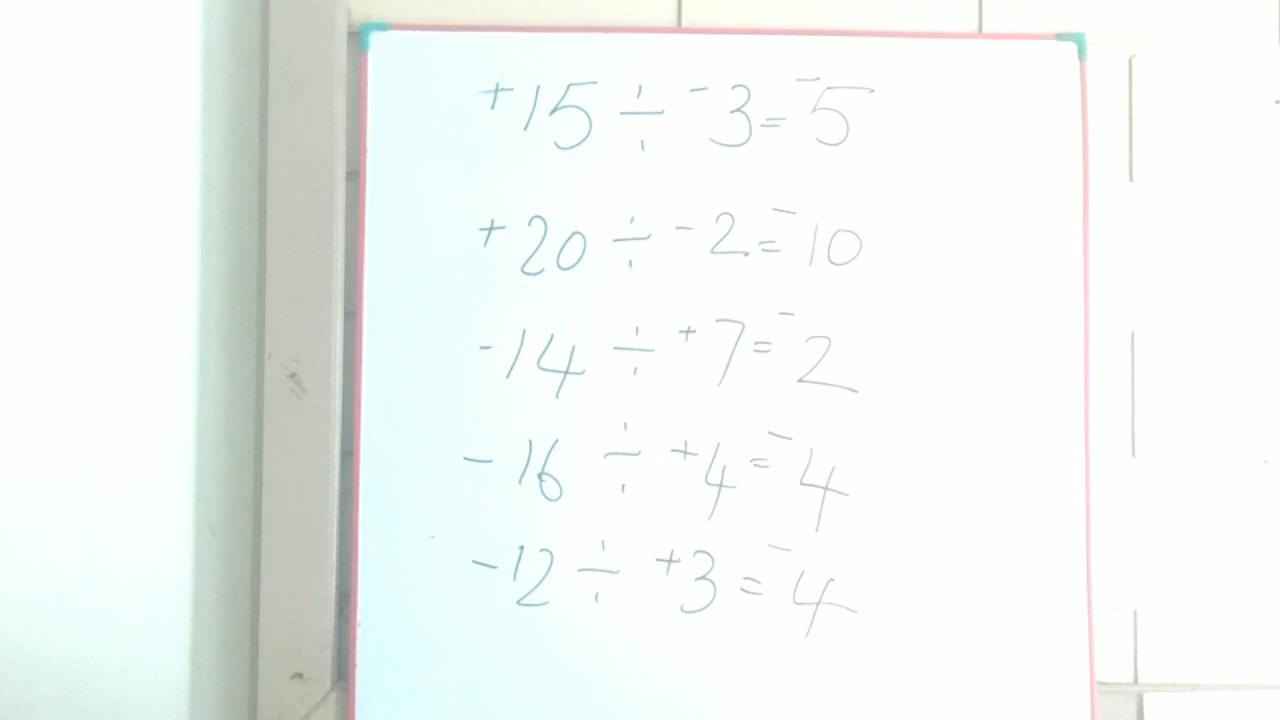 +15 ÷ -3 = -5
+20 ÷ -2 = -10
-14 ÷ +7 = -2
-16 ÷ +4 = -4
-12 ÷ +3 = -4